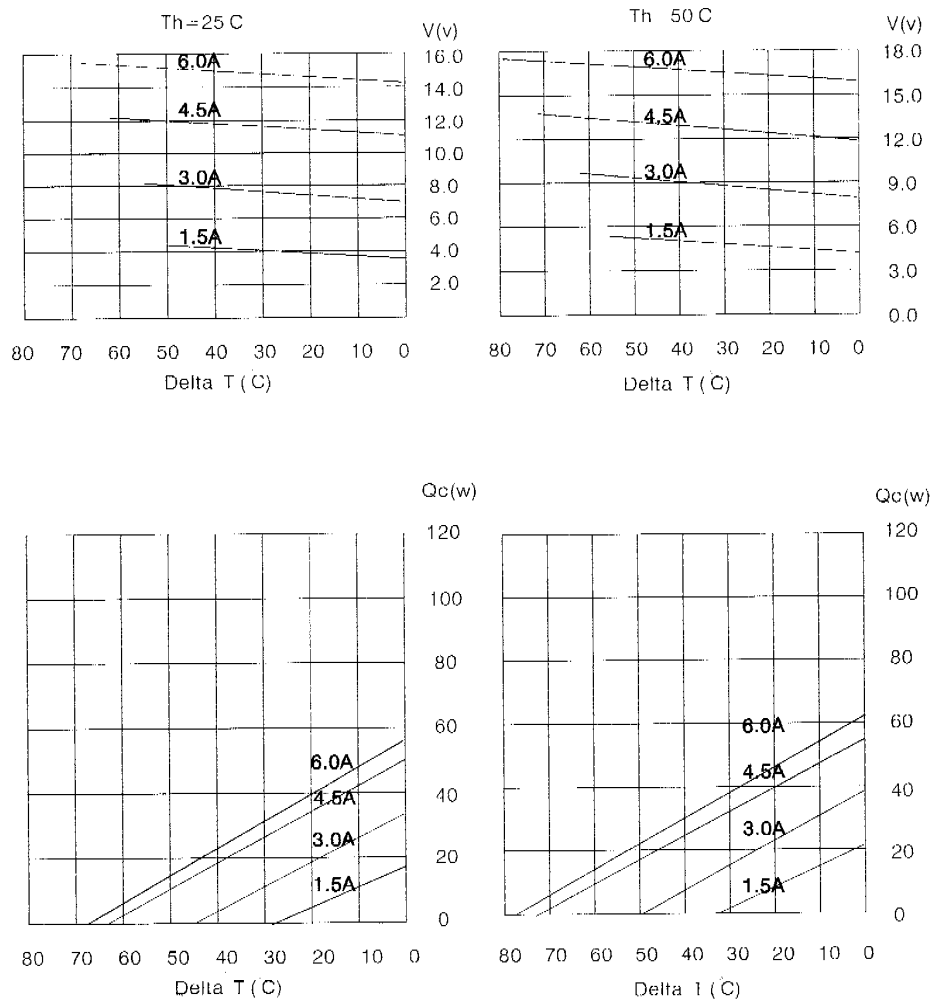 Th=25 C
V(v)
16.0
14.0
12.0
10.0
8.0
6.0
4.0
2.0
6.0A
4.5A
3.0A
1.5A
80 70 60 50 40 30 20 10 0
Delta T ( C)
Th 50 C
V(v)
18.0
15.0
12.0
9.0
6.0
3.0
0.0
6.0A
4.5A
3.0A
1.5A
80 70 60 50 40 30 20 10 0
Delta T ( C)
Qc(w)
120
100
80
60
40
20
0
6.0A
4.5A
3.0A
1.5A
80 70 60 50 40 30 20 10 0
Delta T ( C)
Qc(w)
120
100
80
60
40
20
0
6.0A
4.5A
3.0A
1.5A
80 70 60 50 40 30 20 10 0
Delta 1 ( C)